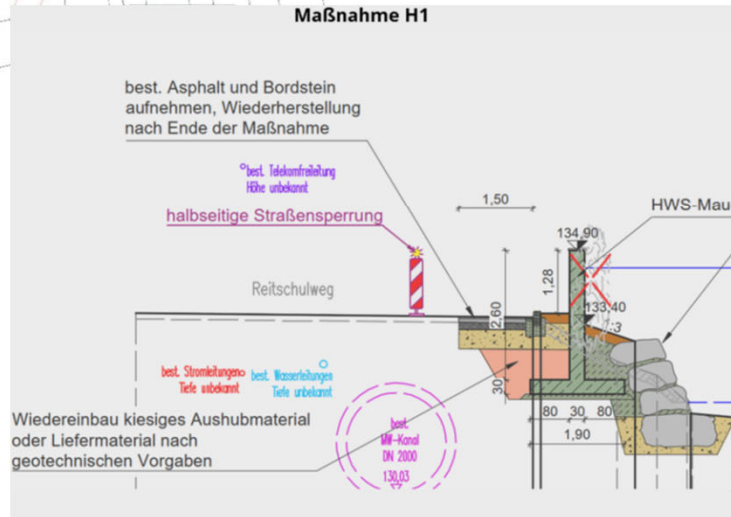 Maßnahme H1
best. Asphalt und Bordstein
aufnehmen, Wiederherstellung
nach Ende der Maßnahme
best. Telekomfreileitung
Höhe unbekannt
halbseitige Straßensperrung
1,50
HWS-Mau
134,90
1,28
2,60
133,40
Reitschulweg
best. Stromleitungen
Tiefe unbekannt
best. Wasserleitungen
Tiefe unbekannt
30
80 30 80
1,90
Wiedereinbau kiesiges Aushubmaterial
oder Liefermaterial nach
geotechnischen Vorgaben
best.
MW-Kanal
DN 2000
130,03